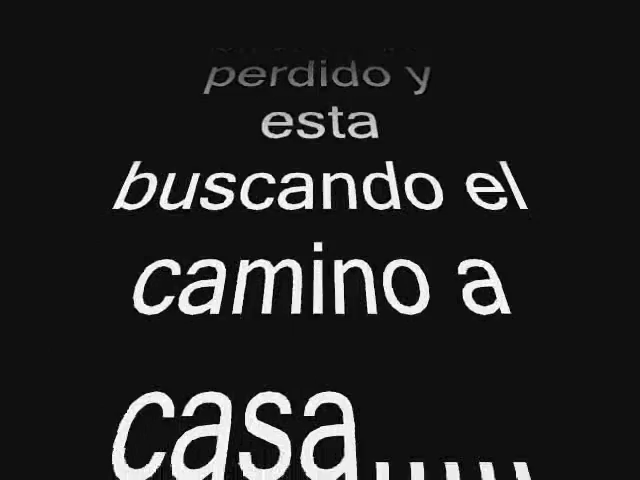 perdido y
esta
buscando el
camino a
casa.....